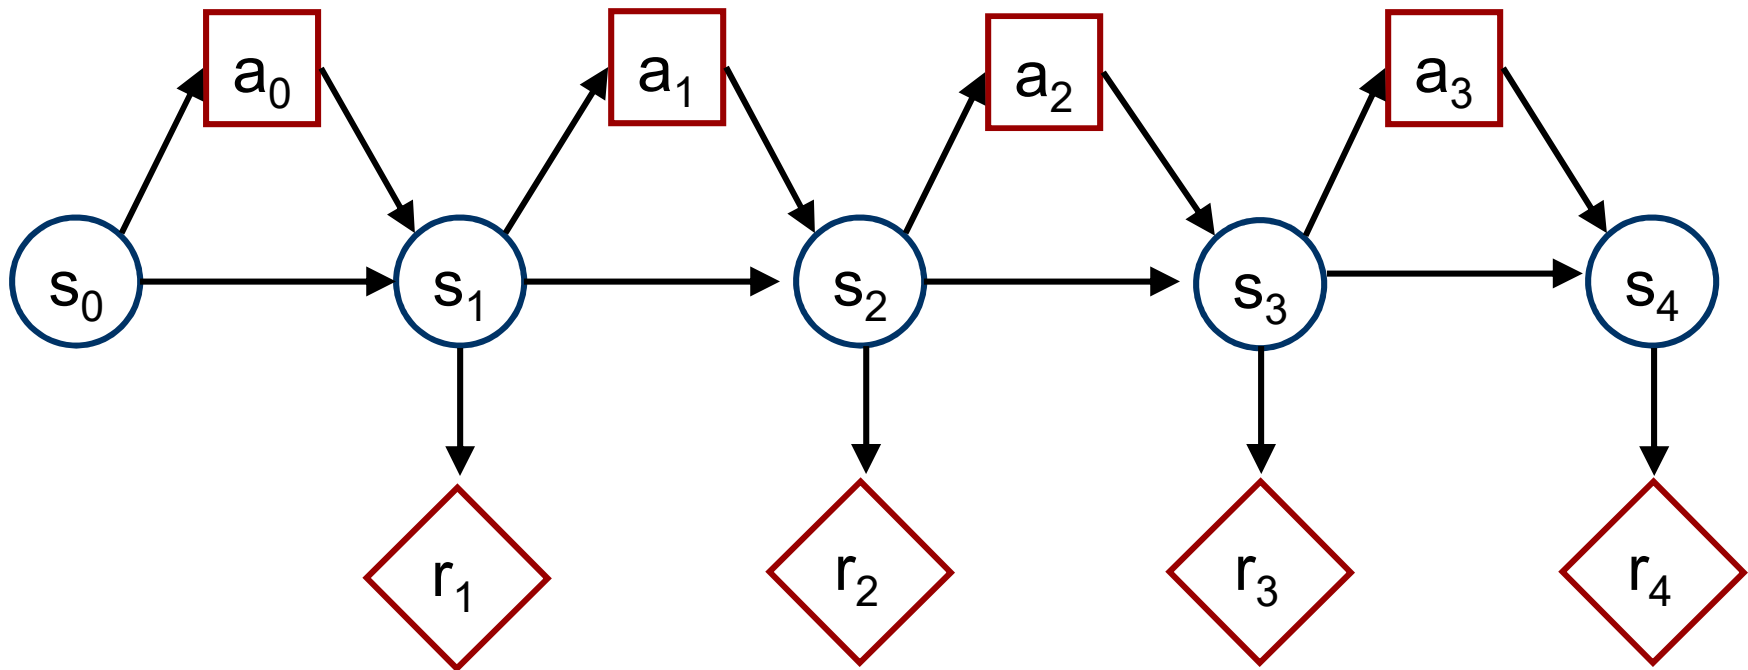 a₀ a₁ a₂ a₃
s₀ s₁ s₂ s₃ s₄
r₁ r₂ r₃ r₄